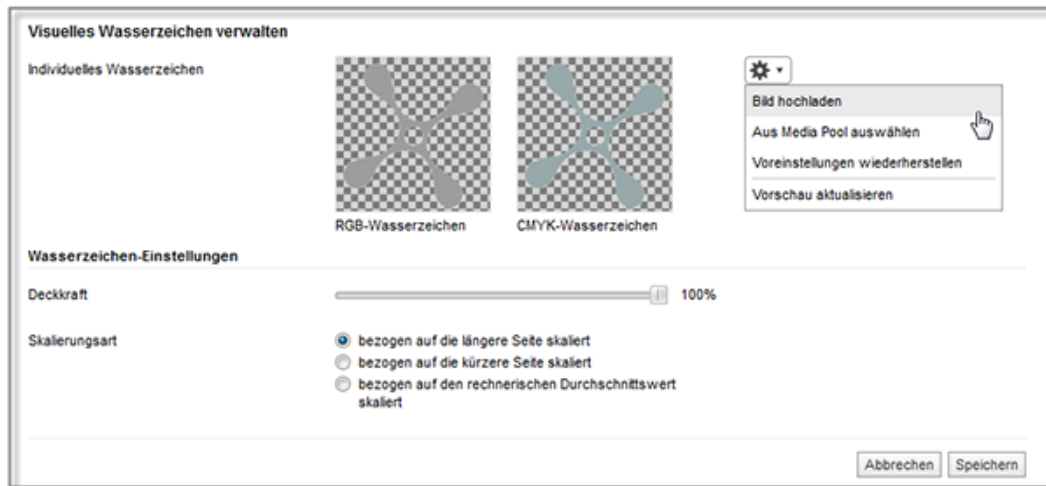 Visuelles Wasserzeichen verwalten
Individuelles Wasserzeichen
Bild hochladen
Aus Media Pool auswählen
Voreinstellungen wiederherstellen
Vorschau aktualisieren
RGB-Wasserzeichen
CMYK-Wasserzeichen
Wasserzeichen-Einstellungen
Deckkraft
100%
Skalierungsart
bezogen auf die längere Seite skaliert
bezogen auf die kürzere Seite skaliert
bezogen auf den rechnerischen Durchschnittswert
skaliert
Abbrechen
Speichern